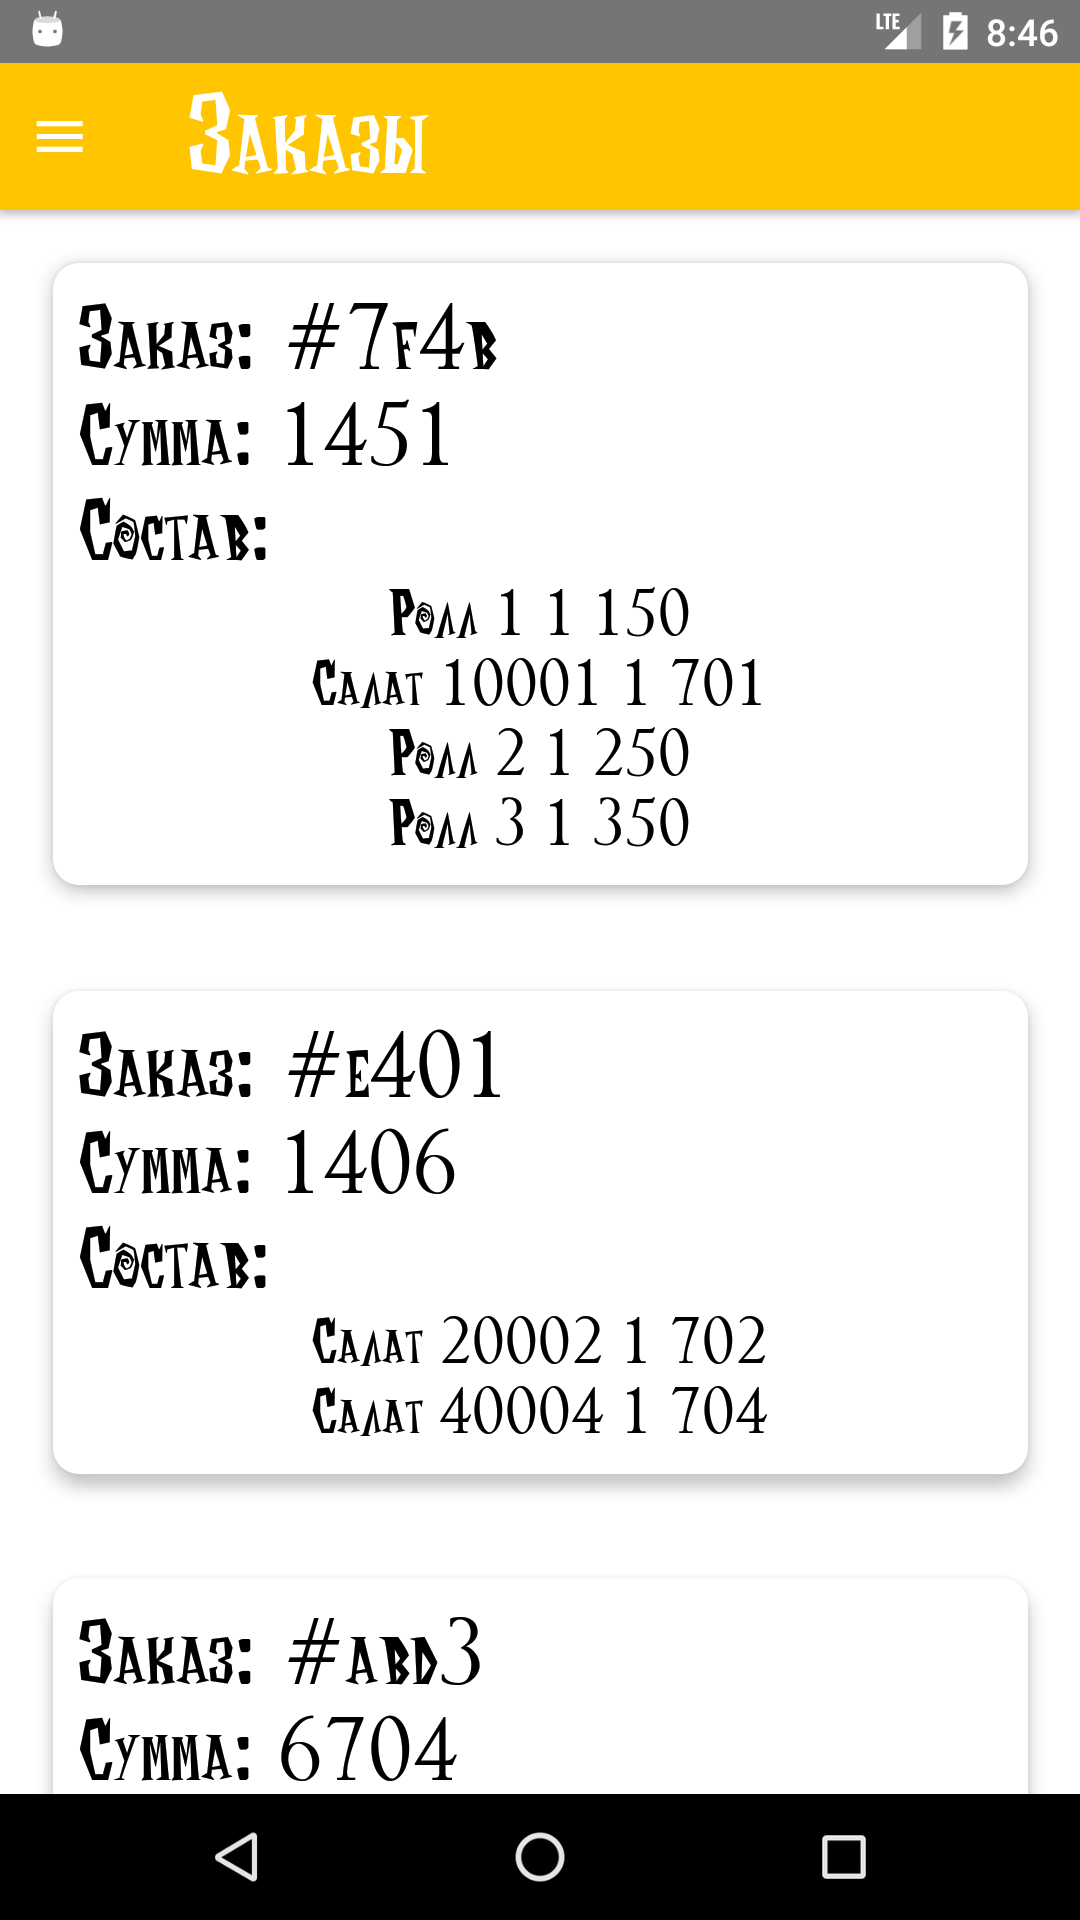 LTE 8:46
Заказы
Заказ: #7f4b
Сумма: 1451
Состав:
Ролл 1 1 150
Салат 10001 1 701
Ролл 2 1 250
Ролл 3 1 350
Заказ: #e401
Сумма: 1406
Состав:
Салат 20002 1 702
Салат 40004 1 704
Заказ: #abd3
Сумма: 6704